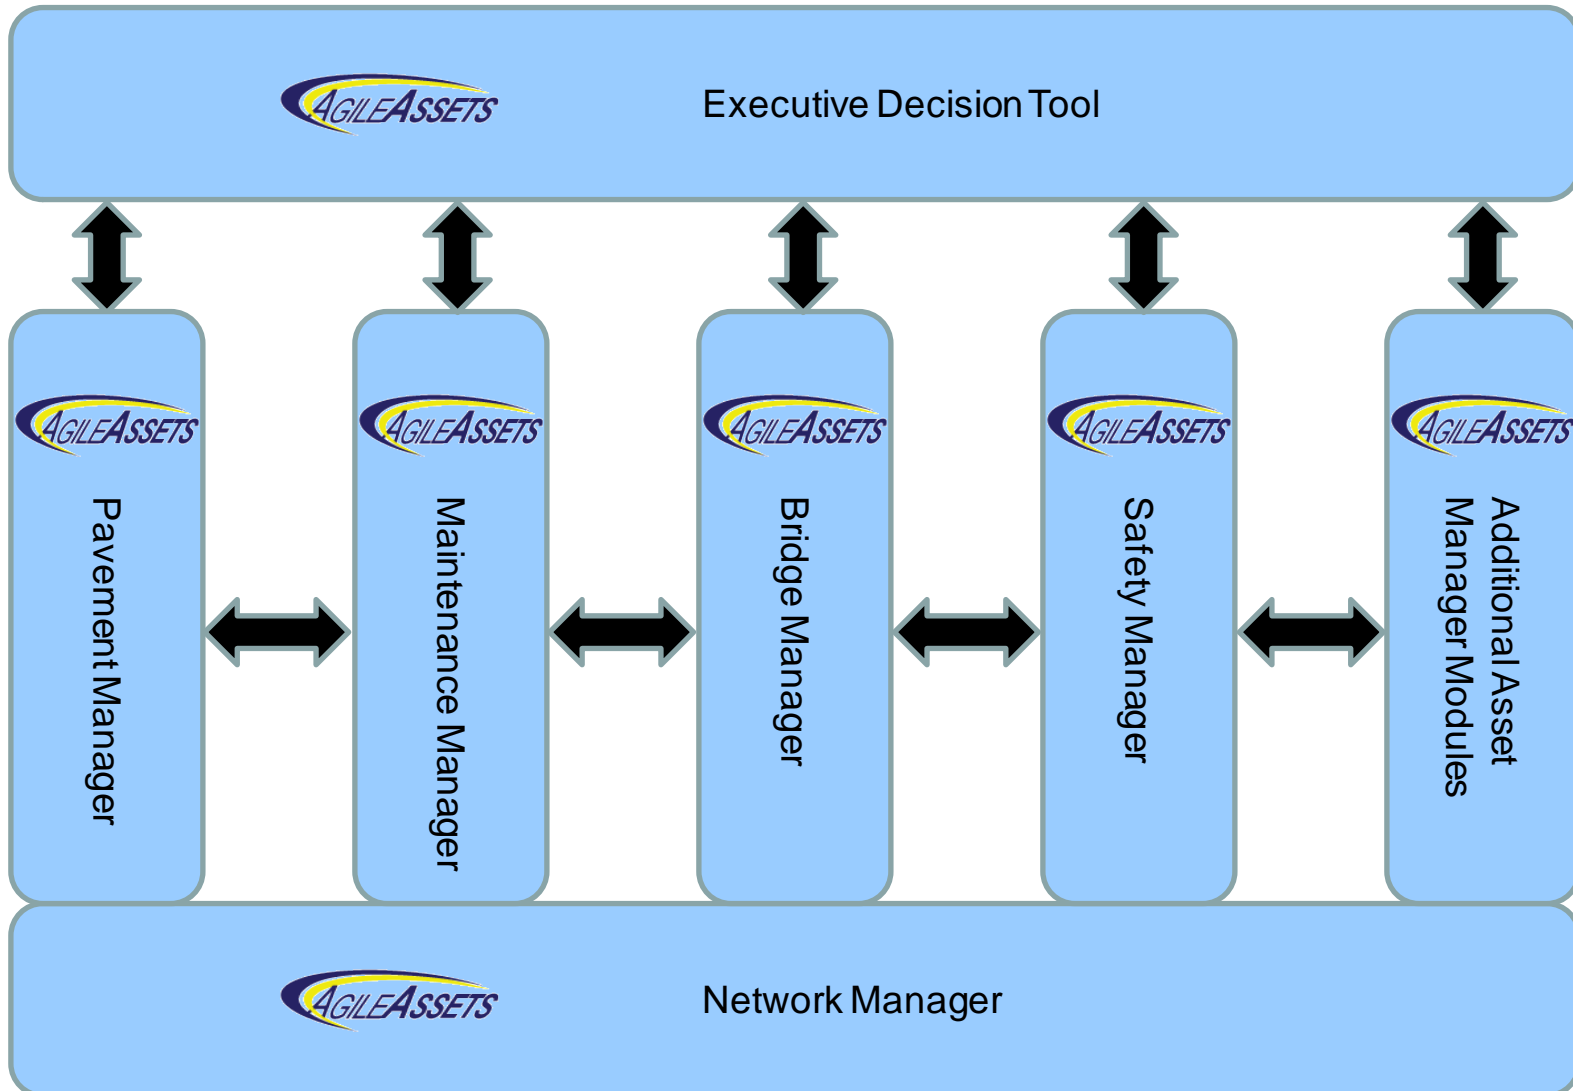 AGILEASSETS
Executive Decision Tool
AGILEASSETS
Pavement Manager
AGILEASSETS
Maintenance Manager
AGILEASSETS
Bridge Manager
AGILEASSETS
Safety Manager
AGILEASSETS
Additional Asset
Manager Modules
AGILEASSETS
Network Manager